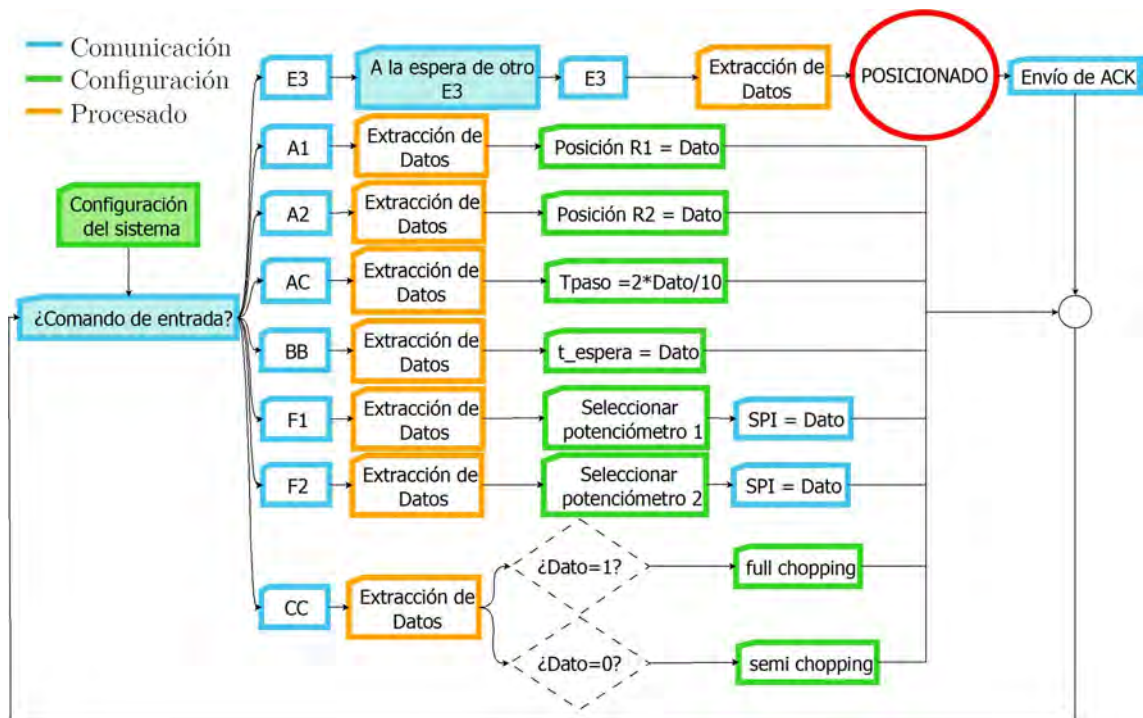 Comunicación
Configuración
Procesado
E3
A la espera de otro
E3
E3
Extracción de
Datos
POSICIONADO
Envío de ACK
A1
Extracción de
Datos
Posición R1 = Dato
Configuración
del sistema
A2
Extracción de
Datos
Posición R2 = Dato
AC
Extracción de
Datos
Tpaso =2*Dato/10
¿Comando de entrada?
BB
Extracción de
Datos
t_espera = Dato
F1
Extracción de
Datos
Seleccionar
potenciómetro 1
SPI = Dato
F2
Extracción de
Datos
Seleccionar
potenciómetro 2
SPI = Dato
CC
Extracción de
Datos
¿Dato=1?
full chopping
¿Dato=0?
semi chopping